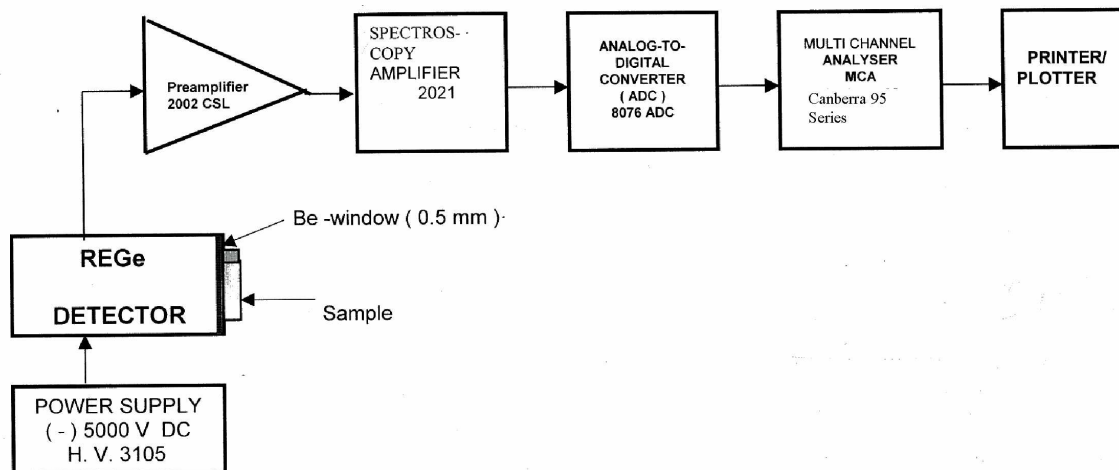 Preamplifier
2002 CSL
SPECTROS-
COPY
AMPLIFIER
2021
ANALOG-TO-
DIGITAL
CONVERTER
( ADC )
8076 ADC
MULTI CHANNEL
ANALYSER
MCA
Canberra 95
Series
PRINTER/
PLOTTER
Be -window ( 0.5 mm )
REGe
DETECTOR
Sample
POWER SUPPLY
( - ) 5000 V DC
H. V. 3105